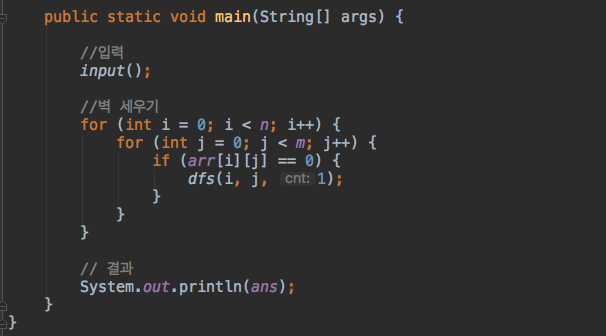 public static void main(String[] args) {
//입력
input();
//벽 세우기
for (int i = 0; i < n; i++) {
for (int j = 0; j < m; j++) {
if (arr[i][j] == 0) {
dfs(i, j, cnt: 1);
}
}
}
// 결과
System.out.println(ans);
}
}